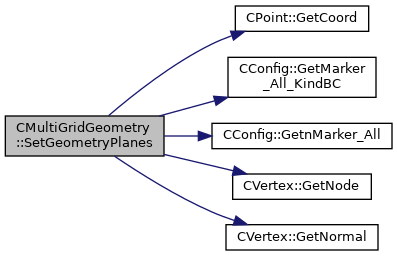 CMultiGridGeometry
::SetGeometryPlanes
CPoint::GetCoord
CConfig::GetMarker
_All_KindBC
CConfig::GetnMarker_All
CVertex::GetNode
CVertex::GetNormal